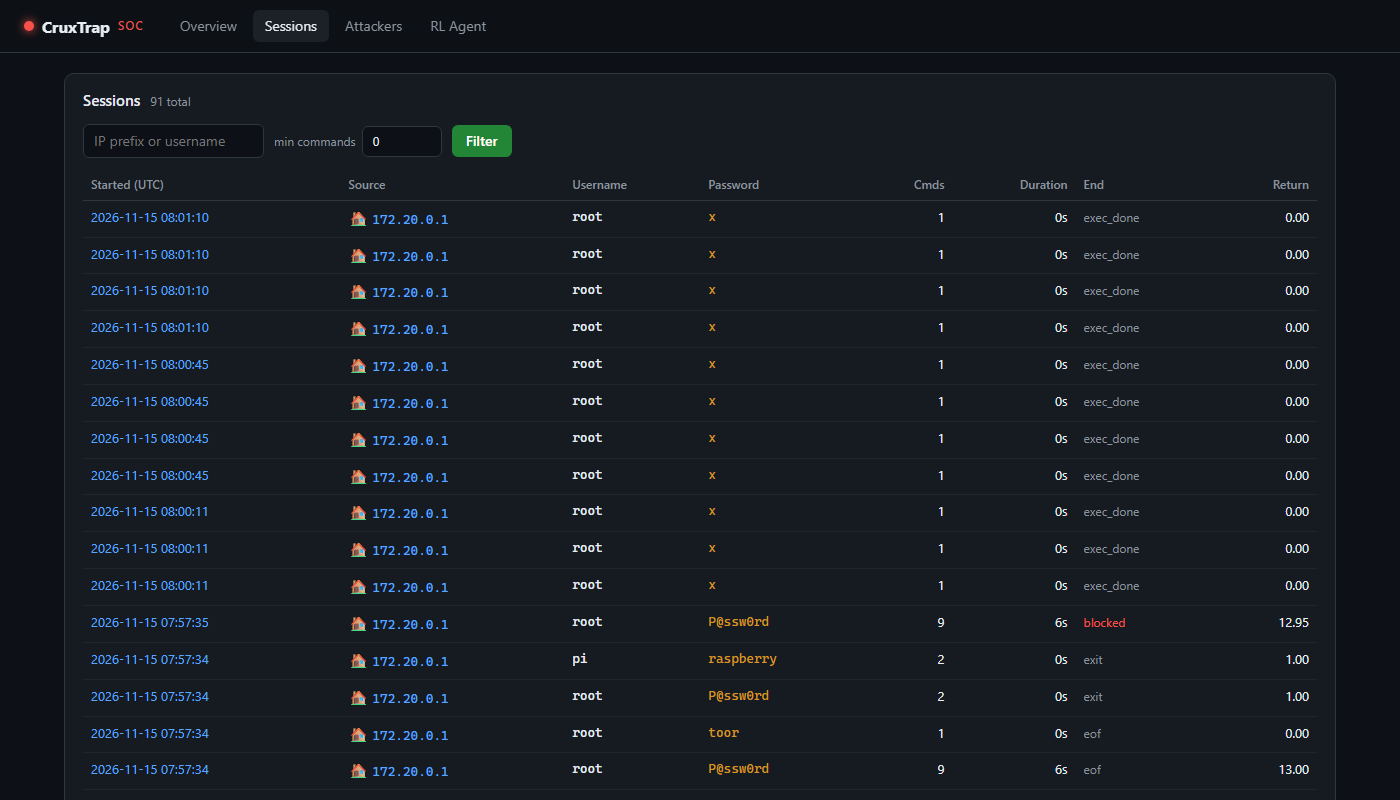 CruxTrap SOC Overview Sessions Attackers RL Agent
Sessions 91 total
IP prefix or username min commands 0 Filter
Started (UTC) Source Username Password Cmds Duration End Return
2026-11-15 08:01:10 172.20.0.1 root x 1 0s exec_done 0.00
2026-11-15 08:01:10 172.20.0.1 root x 1 0s exec_done 0.00
2026-11-15 08:01:10 172.20.0.1 root x 1 0s exec_done 0.00
2026-11-15 08:01:10 172.20.0.1 root x 1 0s exec_done 0.00
2026-11-15 08:00:45 172.20.0.1 root x 1 0s exec_done 0.00
2026-11-15 08:00:45 172.20.0.1 root x 1 0s exec_done 0.00
2026-11-15 08:00:45 172.20.0.1 root x 1 0s exec_done 0.00
2026-11-15 08:00:45 172.20.0.1 root x 1 0s exec_done 0.00
2026-11-15 08:00:11 172.20.0.1 root x 1 0s exec_done 0.00
2026-11-15 08:00:11 172.20.0.1 root x 1 0s exec_done 0.00
2026-11-15 08:00:11 172.20.0.1 root x 1 0s exec_done 0.00
2026-11-15 07:57:35 172.20.0.1 root P@ssw0rd 9 6s blocked 12.95
2026-11-15 07:57:34 172.20.0.1 pi raspberry 2 0s exit 1.00
2026-11-15 07:57:34 172.20.0.1 root P@ssw0rd 2 0s exit 1.00
2026-11-15 07:57:34 172.20.0.1 root toor 1 0s eof 0.00
2026-11-15 07:57:34 172.20.0.1 root P@ssw0rd 9 6s eof 13.00